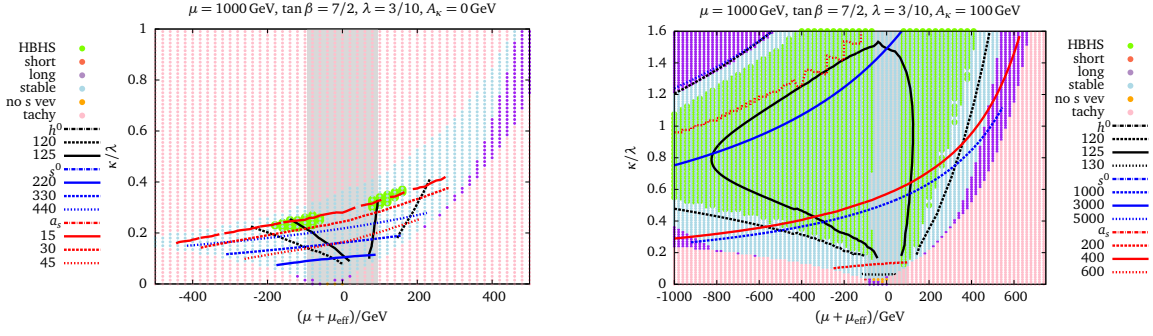 μ = 1000 GeV, tan β = 7/2, λ = 3/10, A_κ = 0 GeV
HBHS
short
long
stable
no s vev
tachy
h⁰
120
125
s⁰
220
330
440
a_s
15
30
45
κ/λ
1
0.8
0.6
0.4
0.2
0
-400
-200
0
200
400
(μ + μ_eff)/GeV
μ = 1000 GeV, tan β = 7/2, λ = 3/10, A_κ = 100 GeV
κ/λ
1.6
1.4
1.2
1
0.8
0.6
0.4
0.2
0
-1000
-800
-600
-400
-200
0
200
400
600
(μ + μ_eff)/GeV
HBHS
short
long
stable
no s vev
tachy
h⁰
120
125
130
s⁰
1000
3000
5000
a_s
200
400
600